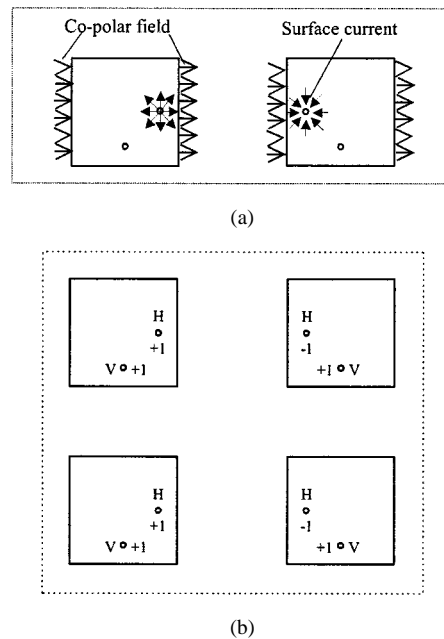 Co-polar field
Surface current
(a)
H
+1
V +1
H
-1
+1 V
H
+1
V +1
H
-1
+1 V
(b)